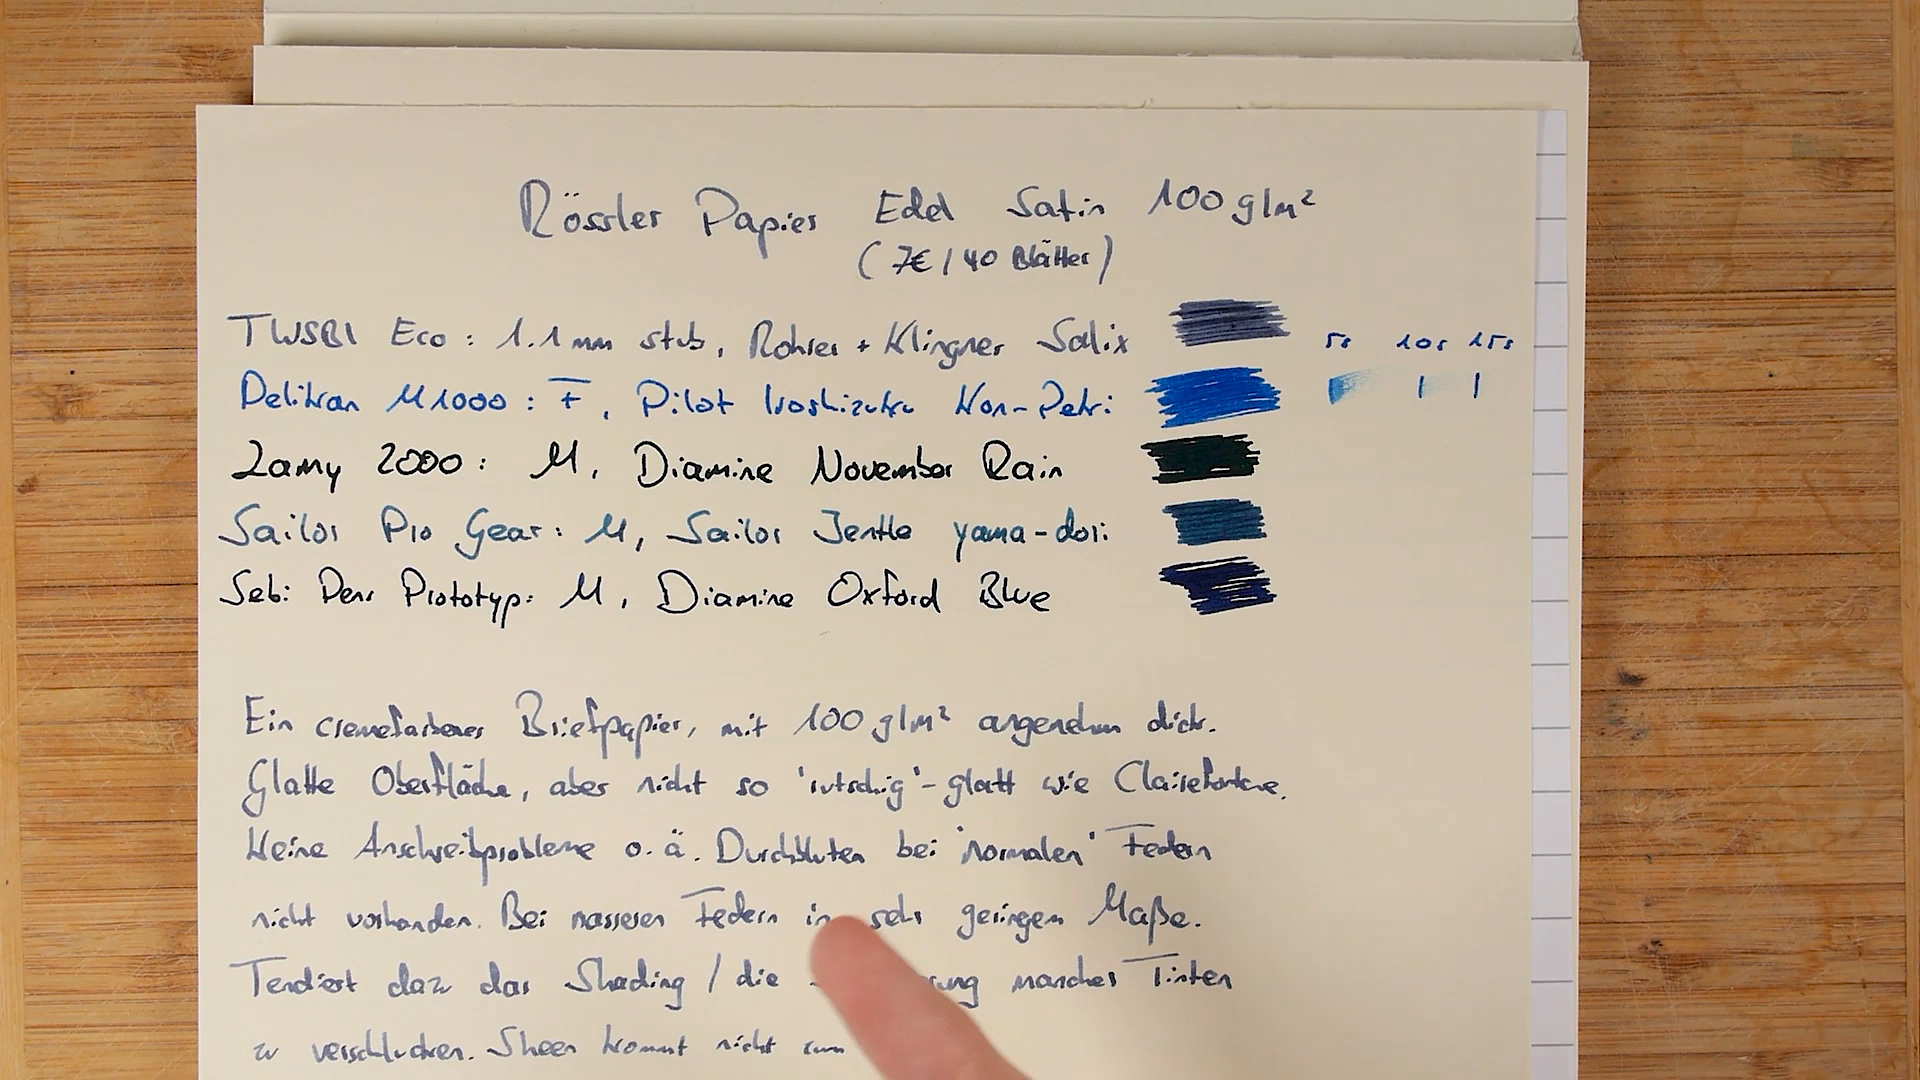 Rössler Papier Edel Satin 100 g/m²
(7€ / 40 Blätter)
TWSBI Eco: 1.1mm stub, Rohrer + Klingner Salix
5s 10s 15s
Pelikan M1000: F, Pilot Iroshizuku Kon-Peki
Lamy 2000: M, Diamine November Rain
Sailor Pro Gear: M, Sailor Jentle yama-dori
Sebi Pens Prototyp: M, Diamine Oxford Blue
Ein cremefarbenes Briefpapier, mit 100 g/m² angenehm dick.
Glatte Oberfläche, aber nicht so 'rutschig'-glatt wie Clairefontaine.
Keine Anschreibprobleme o.ä. Durchbluten bei 'normalen' Federn
nicht vorhanden. Bei nasseren Federn in sehr geringem Maße.
Tendiert dazu das Shading / die manches Tinten
zu verschlucken. Sheen kommt nicht zum